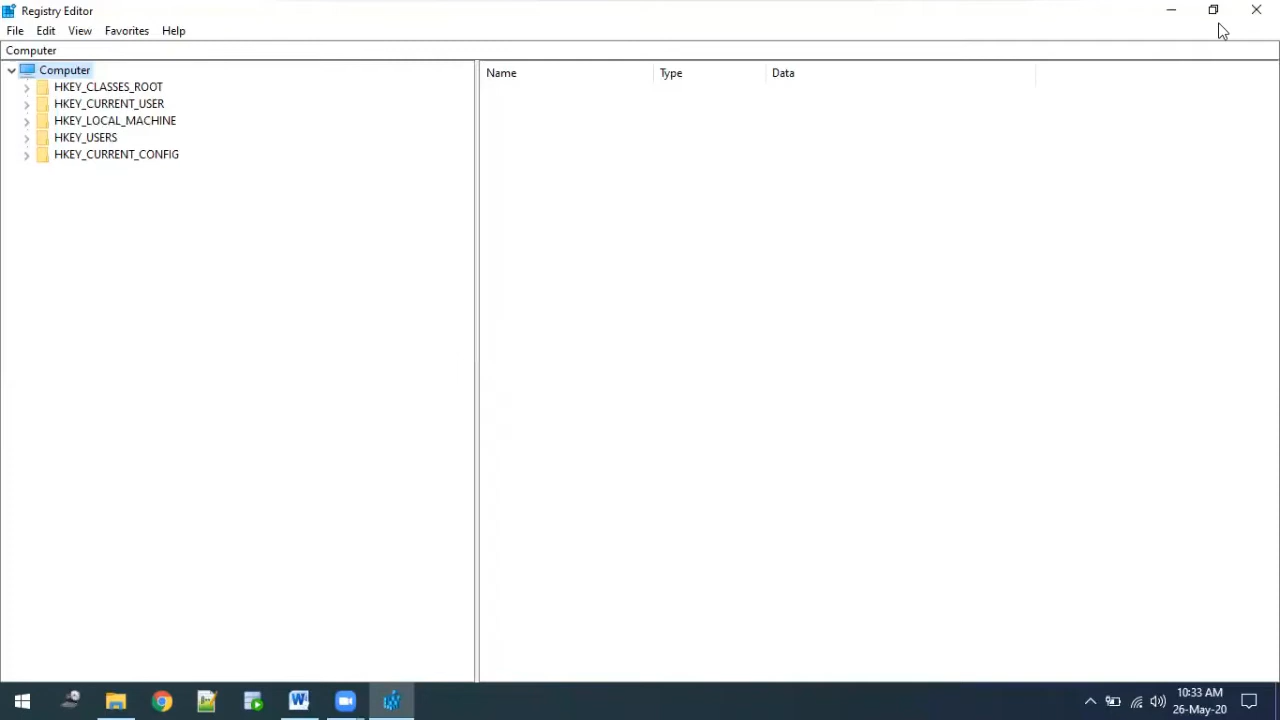 Registry Editor
File Edit View Favorites Help
Computer
Computer
HKEY_CLASSES_ROOT
HKEY_CURRENT_USER
HKEY_LOCAL_MACHINE
HKEY_USERS
HKEY_CURRENT_CONFIG
Name Type Data
10:33 AM
26-May-20